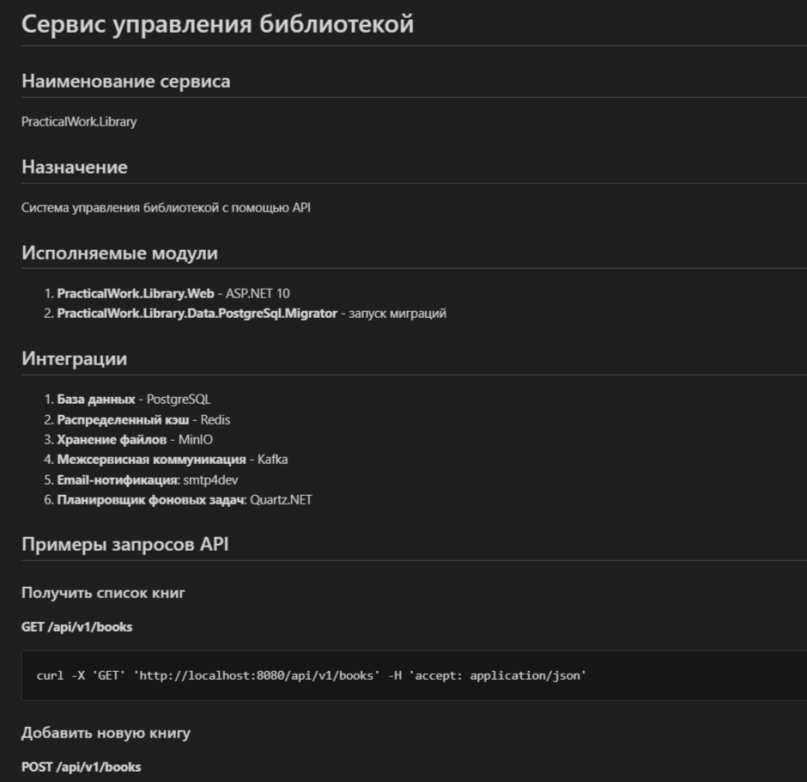 Сервис управления библиотекой
Наименование сервиса
PracticalWork.Library
Назначение
Система управления библиотекой с помощью API
Исполняемые модули
1. PracticalWork.Library.Web - ASP.NET 10
2. PracticalWork.Library.Data.PostgreSql.Migrator - запуск миграций
Интеграции
1. База данных - PostgreSQL
2. Распределенный кэш - Redis
3. Хранение файлов - MinIO
4. Межсервисная коммуникация - Kafka
5. Email-нотификация: smtp4dev
6. Планировщик фоновых задач: Quartz.NET
Примеры запросов API
Получить список книг
GET /api/v1/books
curl -X 'GET' 'http://localhost:8080/api/v1/books' -H 'accept: application/json'
Добавить новую книгу
POST /api/v1/books